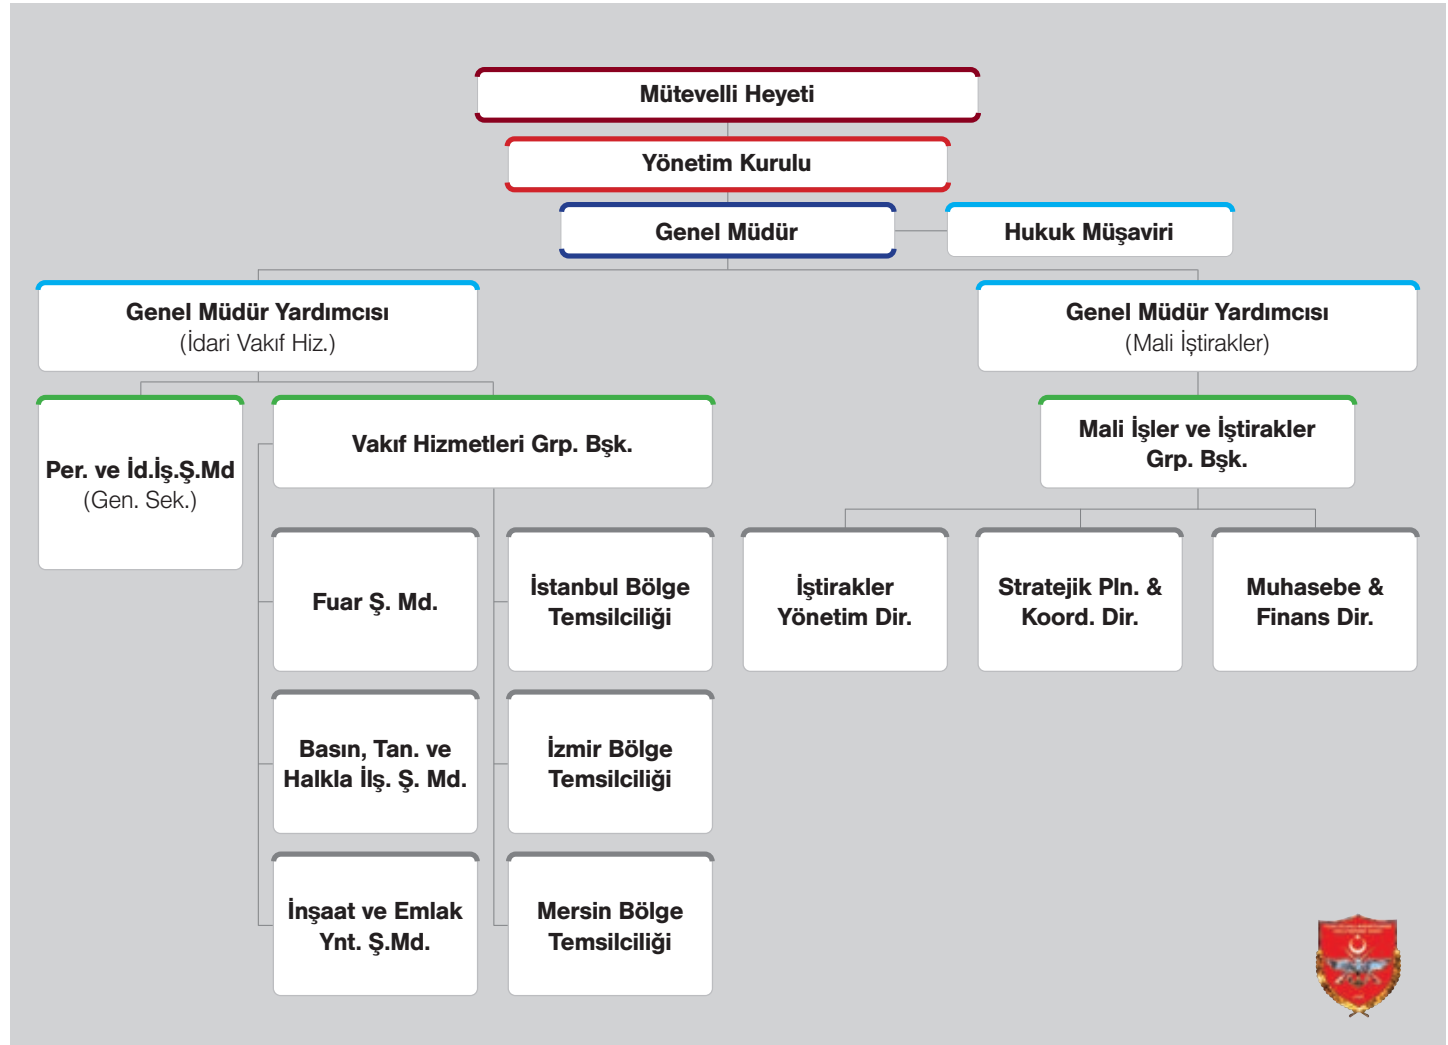 Mütevelli Heyeti
Yönetim Kurulu
Genel Müdür
Hukuk Müşaviri
Genel Müdür Yardımcısı
(İdari Vakıf Hiz.)
Genel Müdür Yardımcısı
(Mali İştirakler)
Per. ve İd.İş.Ş.Md
(Gen. Sek.)
Vakıf Hizmetleri Grp. Bşk.
Mali İşler ve İştirakler
Grp. Bşk.
Fuar Ş. Md.
İstanbul Bölge
Temsilciliği
İştirakler
Yönetim Dir.
Stratejik Pln. &
Koord. Dir.
Muhasebe &
Finans Dir.
Basın, Tan. ve
Halkla İlş. Ş. Md.
İzmir Bölge
Temsilciliği
İnşaat ve Emlak
Ynt. Ş.Md.
Mersin Bölge
Temsilciliği